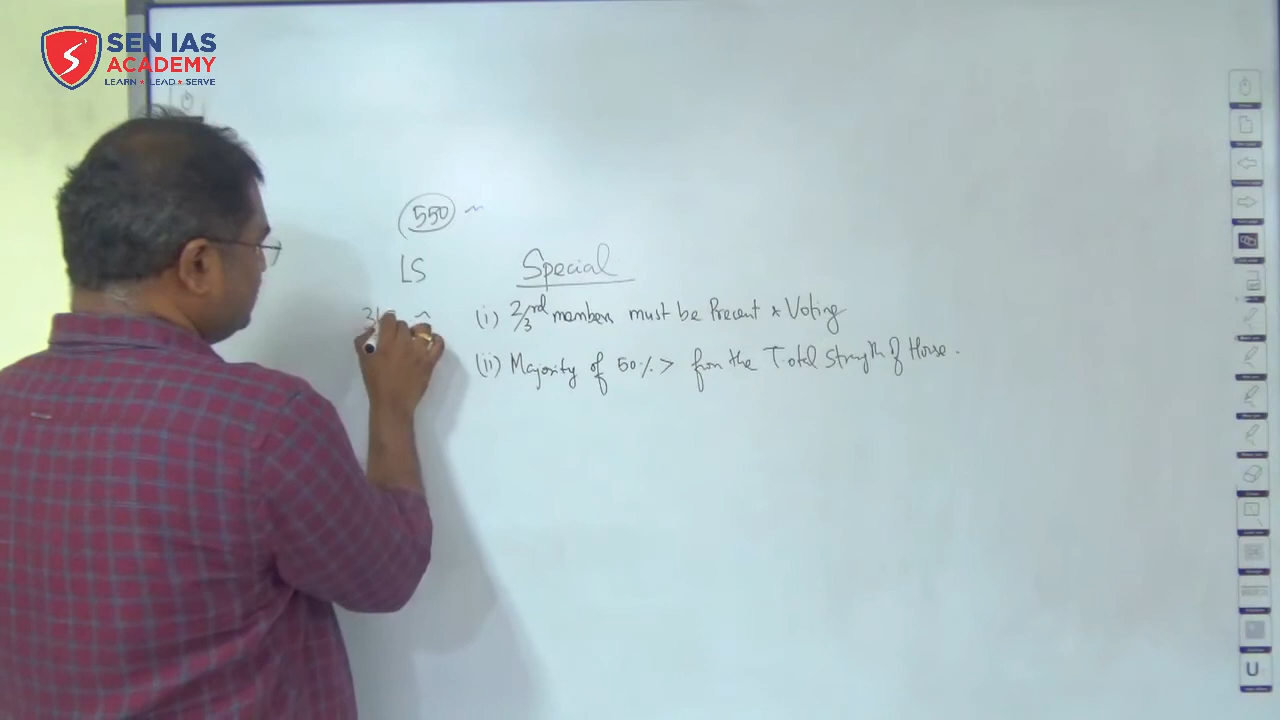 SEN IAS
ACADEMY
LEARN ★ LEAD ★ SERVE
550
LS
Special
(i) 2/3rd members must be Precent & Voting
(ii) Majority of 50% > from the Total Strength of House.
U